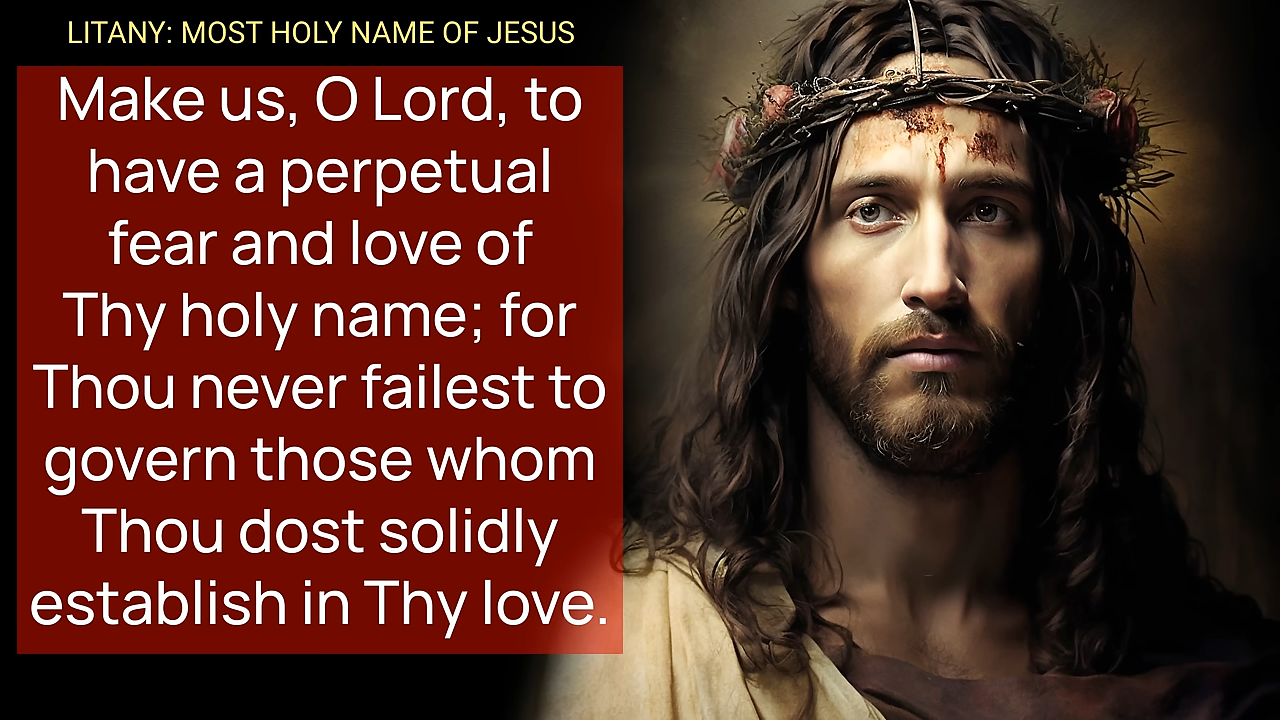 LITANY: MOST HOLY NAME OF JESUS
Make us, O Lord, to
have a perpetual
fear and love of
Thy holy name; for
Thou never failest to
govern those whom
Thou dost solidly
establish in Thy love.